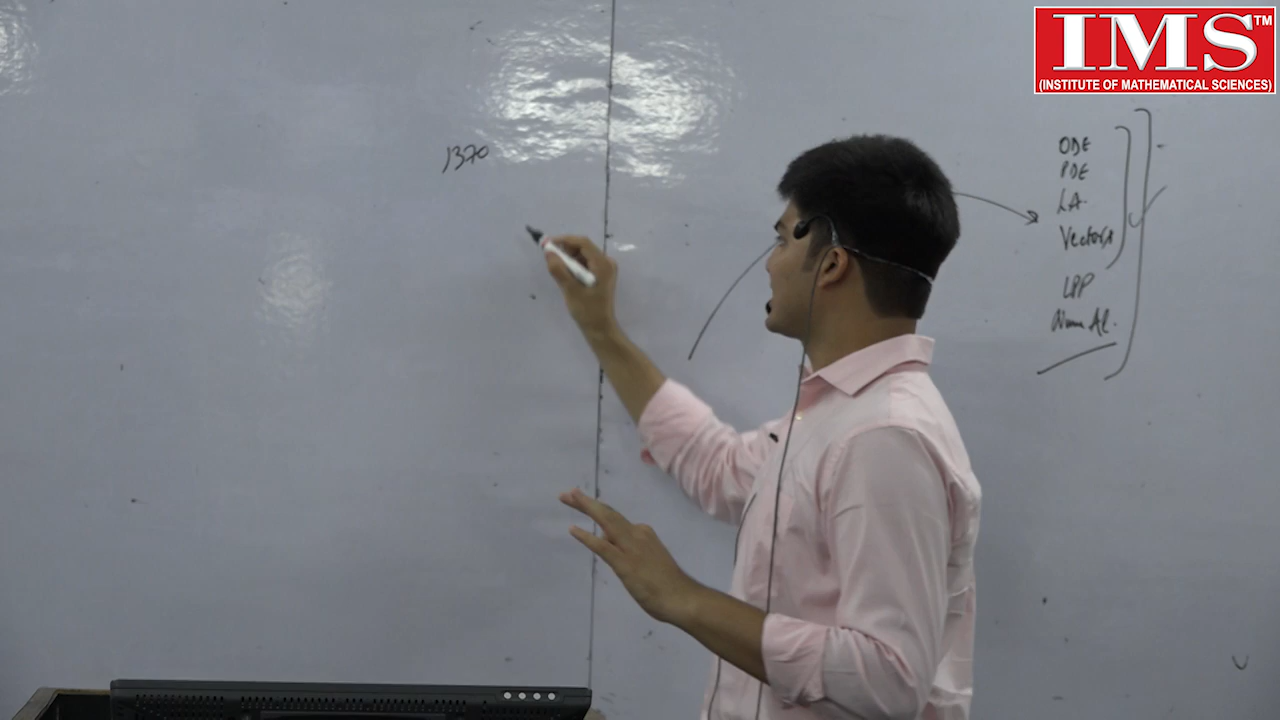 IMS™
(INSTITUTE OF MATHEMATICAL SCIENCES)
1370
ODE
PDE
LA.
Vectors
LPP
Num Al.